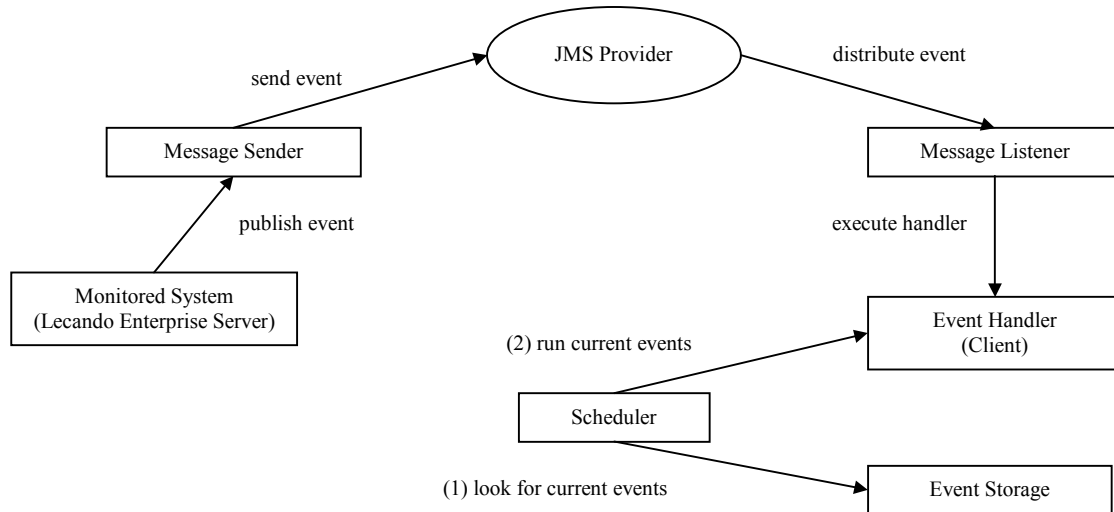 JMS Provider
send event
distribute event
Message Sender
Message Listener
publish event
execute handler
Monitored System
(Lecando Enterprise Server)
Event Handler
(Client)
(2) run current events
Scheduler
(1) look for current events
Event Storage